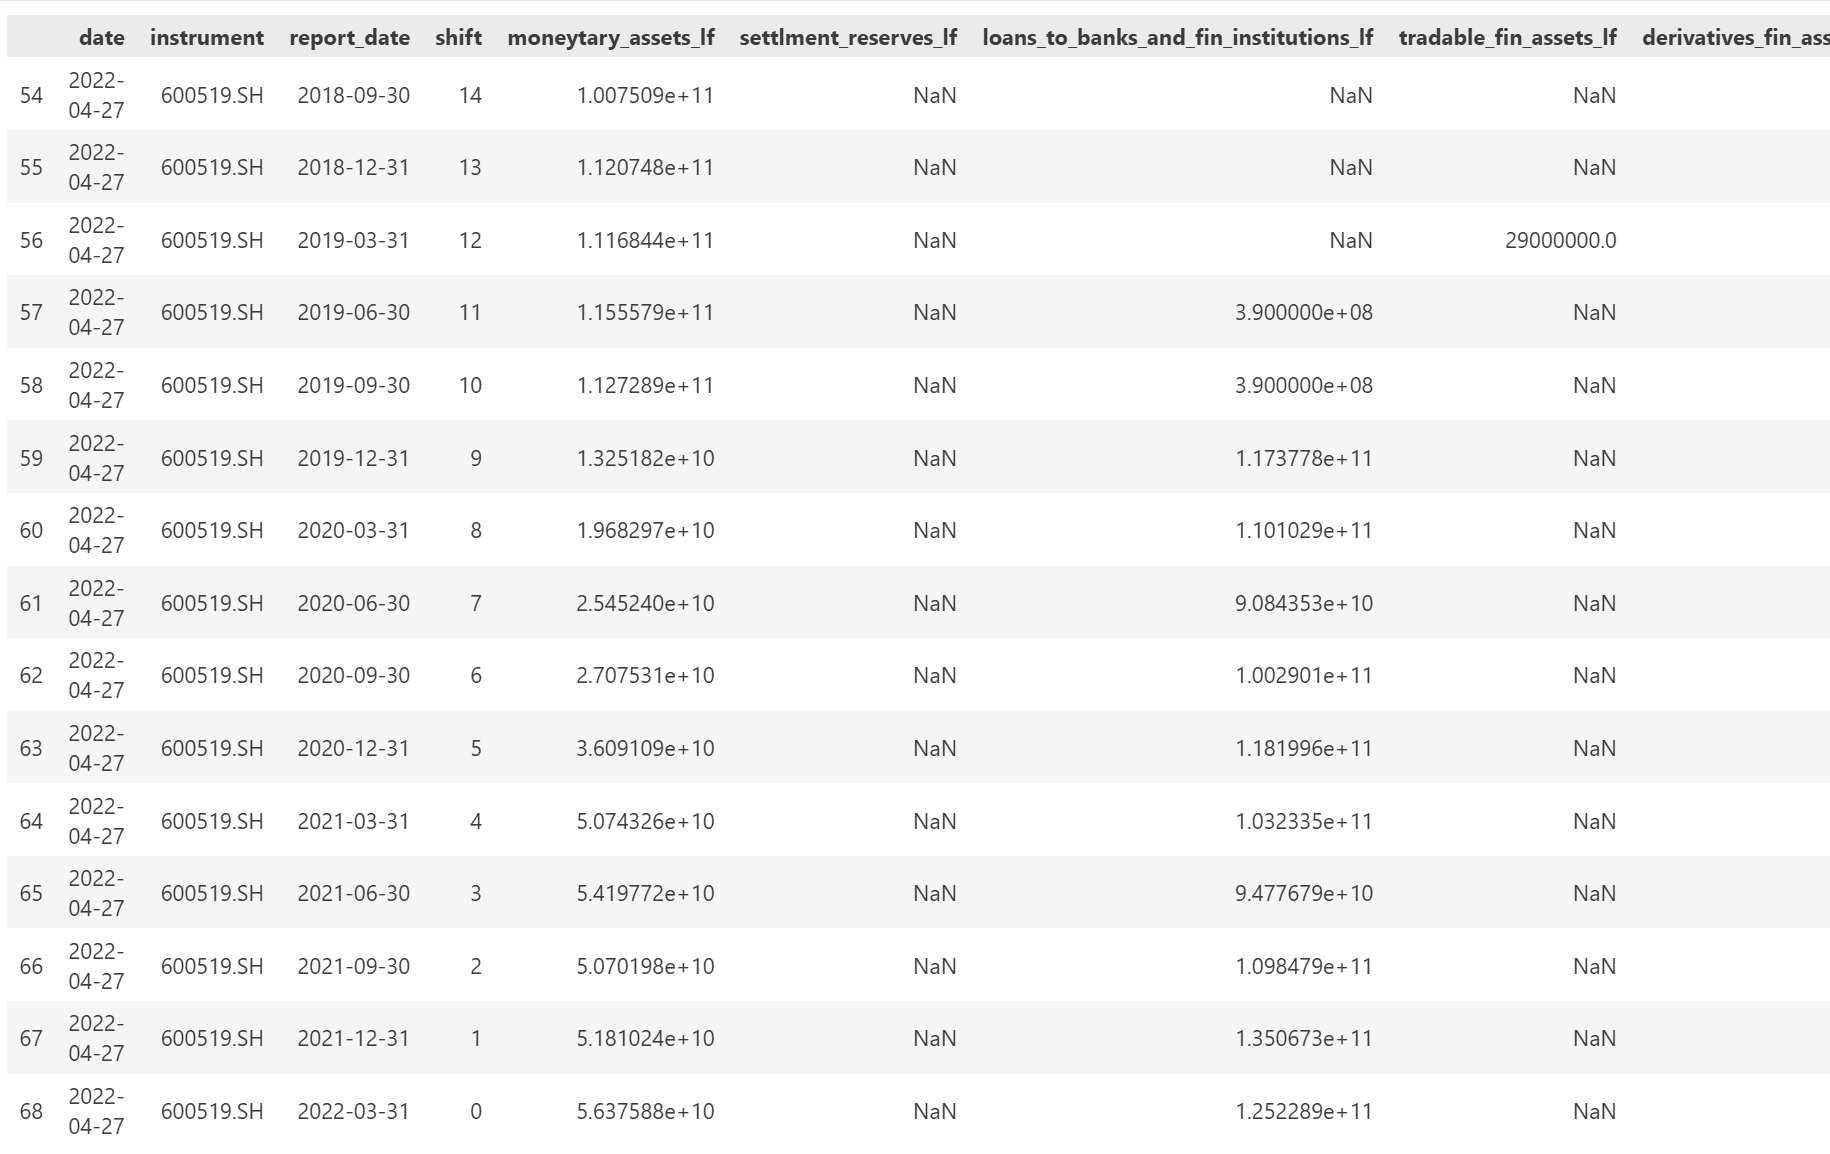 date instrument report_date shift moneytary_assets_lf settlment_reserves_lf loans_to_banks_and_fin_institutions_lf tradable_fin_assets_lf derivatives_fin_ass
54 2022-04-27 600519.SH 2018-09-30 14 1.007509e+11 NaN NaN NaN
55 2022-04-27 600519.SH 2018-12-31 13 1.120748e+11 NaN NaN NaN
56 2022-04-27 600519.SH 2019-03-31 12 1.116844e+11 NaN NaN 29000000.0
57 2022-04-27 600519.SH 2019-06-30 11 1.155579e+11 NaN 3.900000e+08 NaN
58 2022-04-27 600519.SH 2019-09-30 10 1.127289e+11 NaN 3.900000e+08 NaN
59 2022-04-27 600519.SH 2019-12-31 9 1.325182e+10 NaN 1.173778e+11 NaN
60 2022-04-27 600519.SH 2020-03-31 8 1.968297e+10 NaN 1.101029e+11 NaN
61 2022-04-27 600519.SH 2020-06-30 7 2.545240e+10 NaN 9.084353e+10 NaN
62 2022-04-27 600519.SH 2020-09-30 6 2.707531e+10 NaN 1.002901e+11 NaN
63 2022-04-27 600519.SH 2020-12-31 5 3.609109e+10 NaN 1.181996e+11 NaN
64 2022-04-27 600519.SH 2021-03-31 4 5.074326e+10 NaN 1.032335e+11 NaN
65 2022-04-27 600519.SH 2021-06-30 3 5.419772e+10 NaN 9.477679e+10 NaN
66 2022-04-27 600519.SH 2021-09-30 2 5.070198e+10 NaN 1.098479e+11 NaN
67 2022-04-27 600519.SH 2021-12-31 1 5.181024e+10 NaN 1.350673e+11 NaN
68 2022-04-27 600519.SH 2022-03-31 0 5.637588e+10 NaN 1.252289e+11 NaN